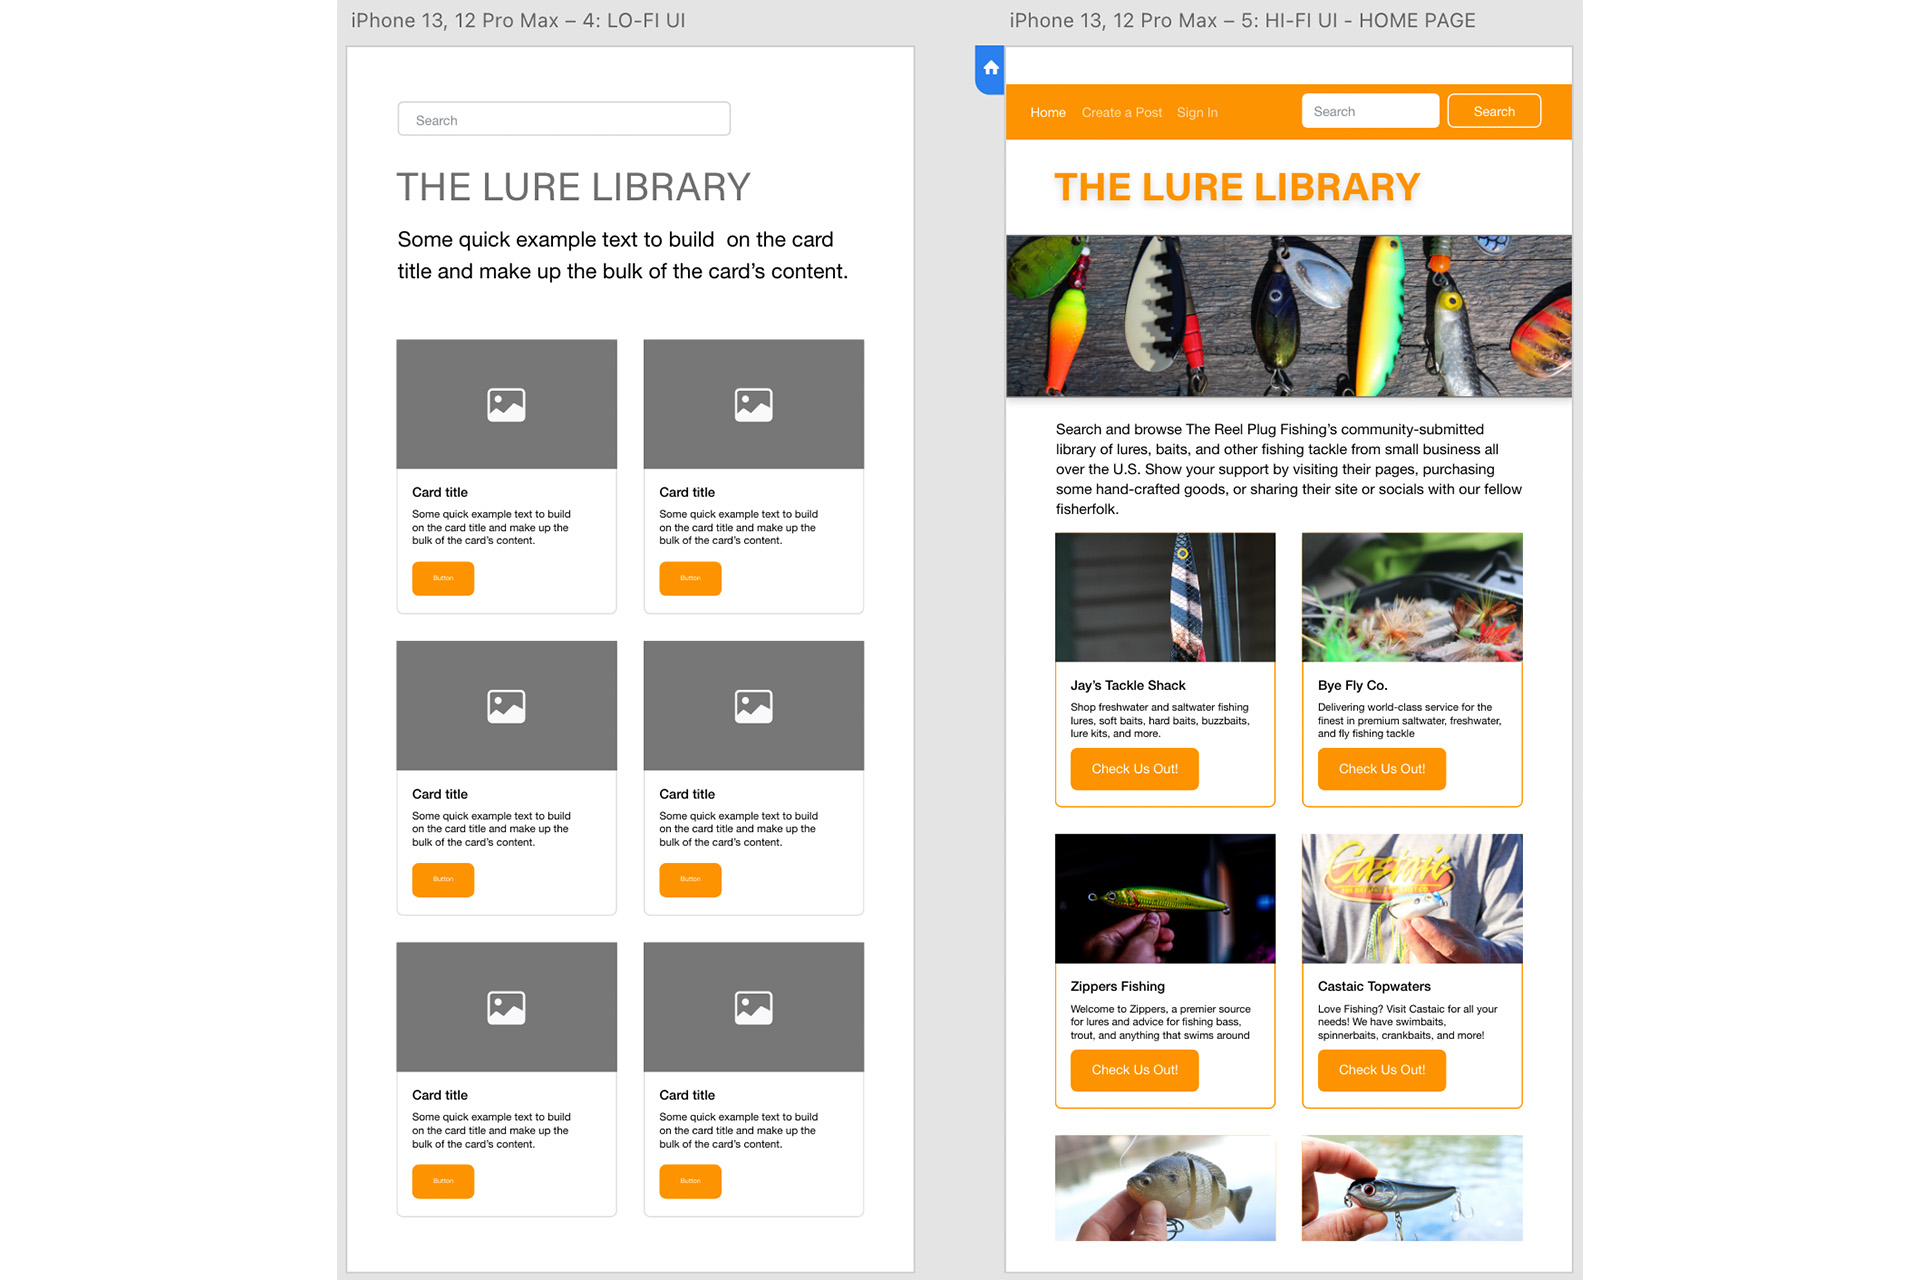 iPhone 13, 12 Pro Max – 4: LO-FI UI
Search
THE LURE LIBRARY
Some quick example text to build  on the card
title and make up the bulk of the card’s content.
Card title
Some quick example text to build
on the card title and make up the
bulk of the card’s content.
Button
Card title
Some quick example text to build
on the card title and make up the
bulk of the card’s content.
Button
Card title
Some quick example text to build
on the card title and make up the
bulk of the card’s content.
Button
Card title
Some quick example text to build
on the card title and make up the
bulk of the card’s content.
Button
Card title
Some quick example text to build
on the card title and make up the
bulk of the card’s content.
Button
Card title
Some quick example text to build
on the card title and make up the
bulk of the card’s content.
Button
iPhone 13, 12 Pro Max – 5: HI-FI UI - HOME PAGE
Home Create a Post Sign In Search Search
THE LURE LIBRARY
Search and browse The Reel Plug Fishing’s community-submitted
library of lures, baits, and other fishing tackle from small business all
over the U.S. Show your support by visiting their pages, purchasing
some hand-crafted goods, or sharing their site or socials with our fellow
fisherfolk.
Jay’s Tackle Shack
Shop freshwater and saltwater fishing
lures, soft baits, hard baits, buzzbaits,
lure kits, and more.
Check Us Out!
Bye Fly Co.
Delivering world-class service for the
finest in premium saltwater, freshwater,
and fly fishing tackle
Check Us Out!
Zippers Fishing
Welcome to Zippers, a premier source
for lures and advice for fishing bass,
trout, and anything that swims around
Check Us Out!
Castaic
Castaic Topwaters
Love Fishing? Visit Castaic for all your
needs! We have swimbaits,
spinnerbaits, crankbaits, and more!
Check Us Out!